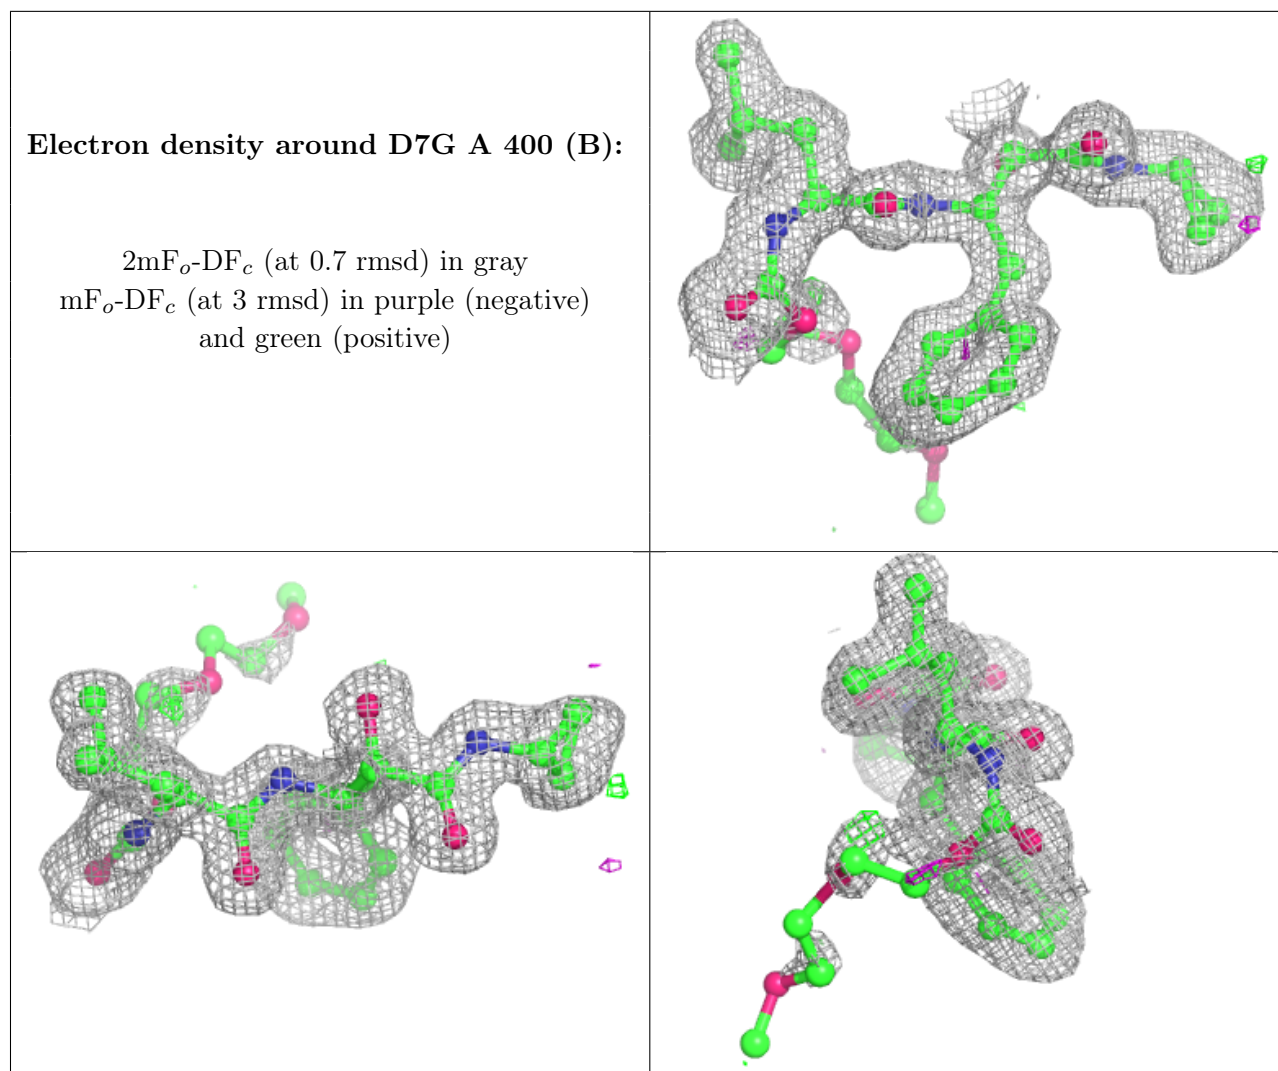 Electron density around D7G A 400 (B):
2mFₒ-DF𝒸 (at 0.7 rmsd) in gray
mFₒ-DF𝒸 (at 3 rmsd) in purple (negative)
and green (positive)